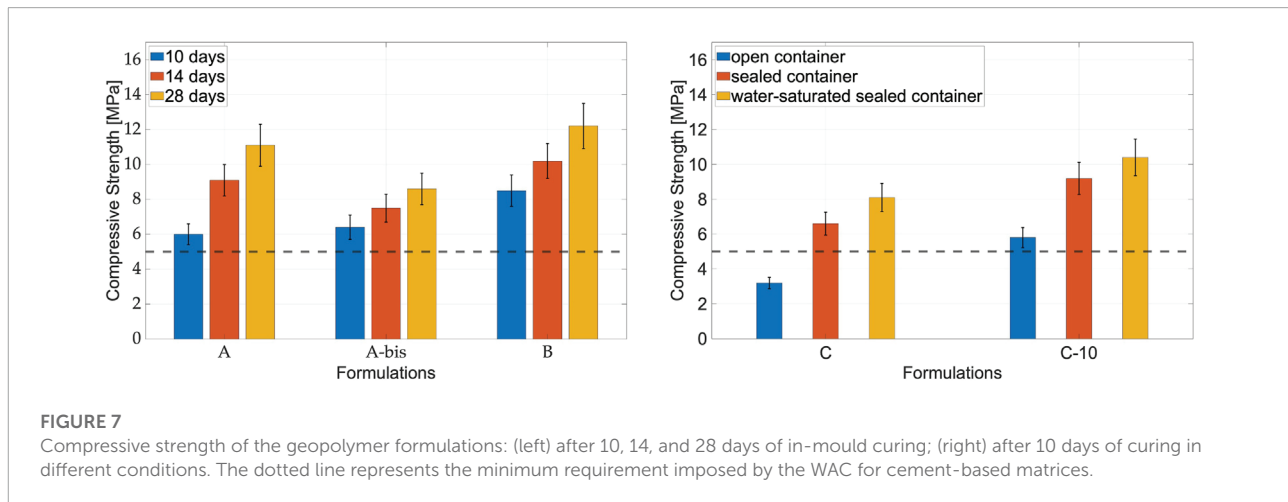 16
14
12
10
8
6
4
2
0
Compressive Strength [MPa]
10 days
14 days
28 days
A
A-bis
B
Formulations
16
14
12
10
8
6
4
2
0
Compressive Strength [MPa]
open container
sealed container
water-saturated sealed container
C
C-10
Formulations
FIGURE 7
Compressive strength of the geopolymer formulations: (left) after 10, 14, and 28 days of in-mould curing; (right) after 10 days of curing in
different conditions. The dotted line represents the minimum requirement imposed by the WAC for cement-based matrices.